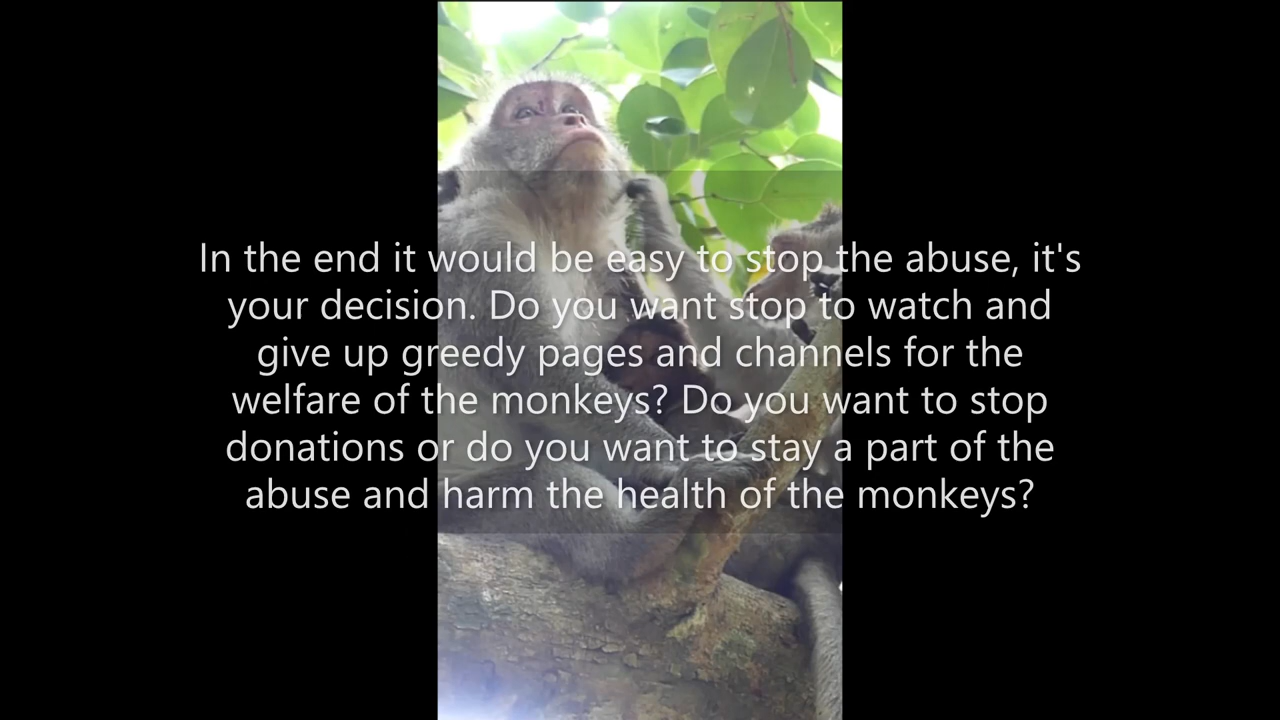 In the end it would be easy to stop the abuse, it's
your decision. Do you want stop to watch and
give up greedy pages and channels for the
welfare of the monkeys? Do you want to stop
donations or do you want to stay a part of the
abuse and harm the health of the monkeys?